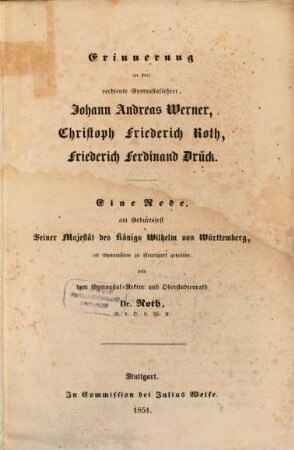 Erinnerung
an drei
verdiente Gymnasiallehrer,
Johann Andreas Werner,
Christoph Friederich Roth,
Friederich Ferdinand Drück.
Eine Rede,
am Geburtsfest
Seiner Majestät des Königs Wilhelm von Württemberg,
im Gymnasium zu Stuttgart gehalten,
von
dem Gymnasial-Rektor und Oberstudienrath
Dr. Roth,
R. d. O. d. W. K.
Stuttgart.
In Commission bei Julius Weise.
1851.